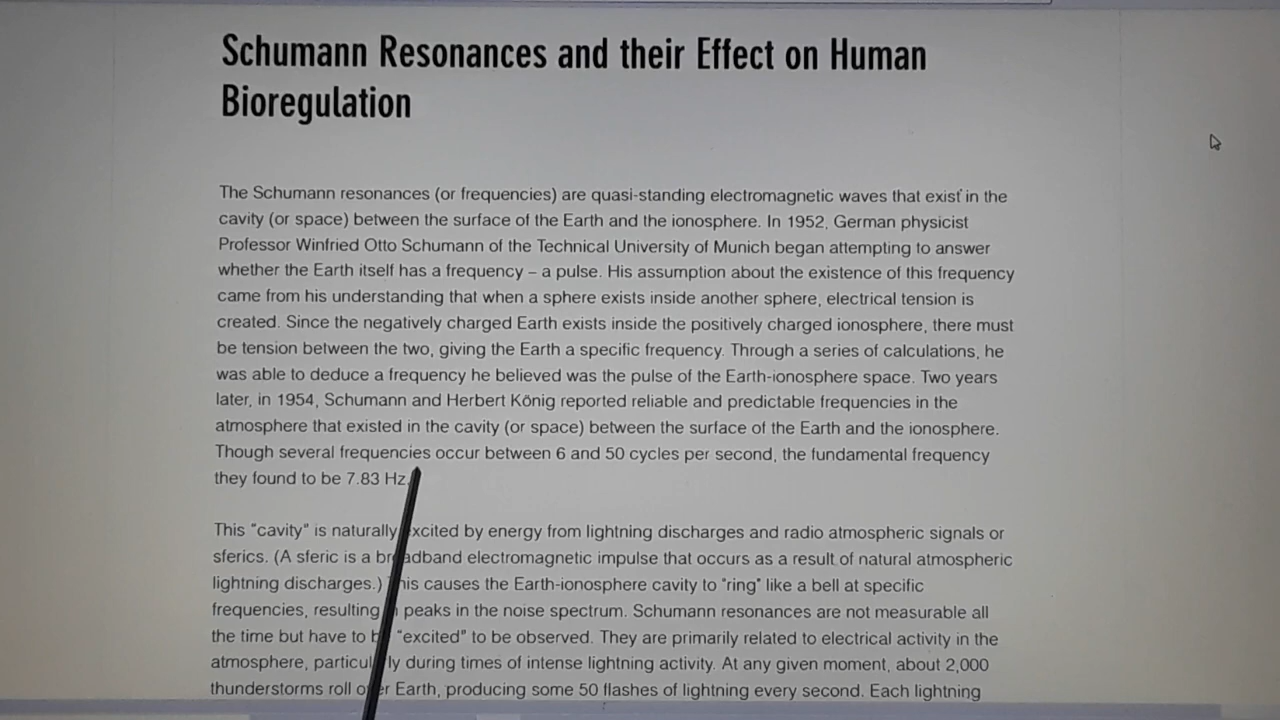 Schumann Resonances and their Effect on Human
Bioregulation
The Schumann resonances (or frequencies) are quasi-standing electromagnetic waves that exist in the
cavity (or space) between the surface of the Earth and the ionosphere. In 1952, German physicist
Professor Winfried Otto Schumann of the Technical University of Munich began attempting to answer
whether the Earth itself has a frequency – a pulse. His assumption about the existence of this frequency
came from his understanding that when a sphere exists inside another sphere, electrical tension is
created. Since the negatively charged Earth exists inside the positively charged ionosphere, there must
be tension between the two, giving the Earth a specific frequency. Through a series of calculations, he
was able to deduce a frequency he believed was the pulse of the Earth-ionosphere space. Two years
later, in 1954, Schumann and Herbert König reported reliable and predictable frequencies in the
atmosphere that existed in the cavity (or space) between the surface of the Earth and the ionosphere.
Though several frequencies occur between 6 and 50 cycles per second, the fundamental frequency
they found to be 7.83 Hz.
This "cavity" is naturally excited by energy from lightning discharges and radio atmospheric signals or
sferics. (A sferic is a broadband electromagnetic impulse that occurs as a result of natural atmospheric
lightning discharges.) This causes the Earth-ionosphere cavity to "ring" like a bell at specific
frequencies, resulting in peaks in the noise spectrum. Schumann resonances are not measurable all
the time but have to be "excited" to be observed. They are primarily related to electrical activity in the
atmosphere, particularly during times of intense lightning activity. At any given moment, about 2,000
thunderstorms roll over Earth, producing some 50 flashes of lightning every second. Each lightning